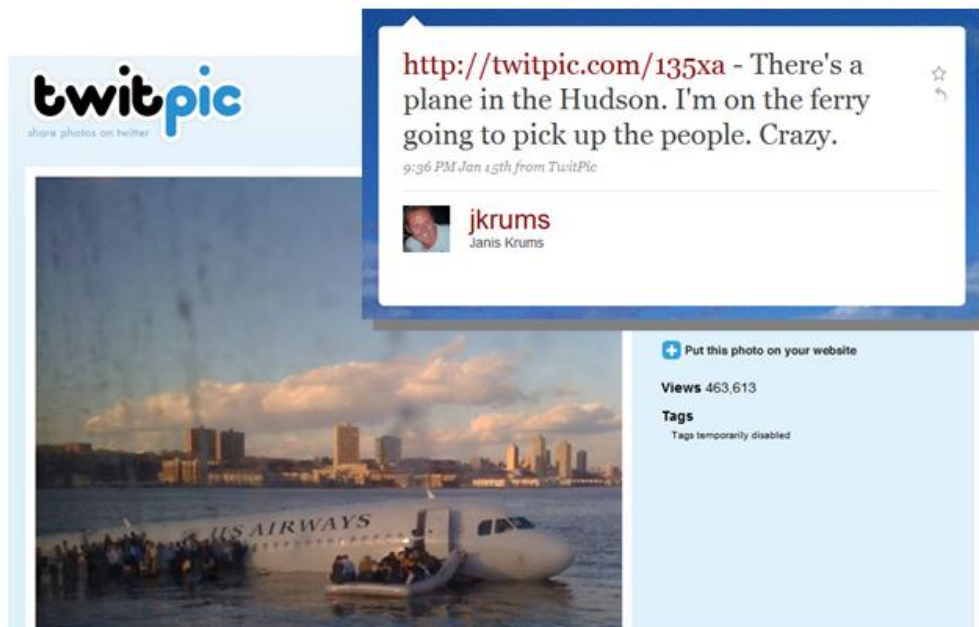 twitpic
share photos on twitter
http://twitpic.com/135xa - There's a
plane in the Hudson. I'm on the ferry
going to pick up the people. Crazy.
9:36 PM Jan 15th from TwitPic
jkrums
Janis Krums
Put this photo on your website
Views 463,613
Tags
Tags temporarily disabled
US AIRWAYS